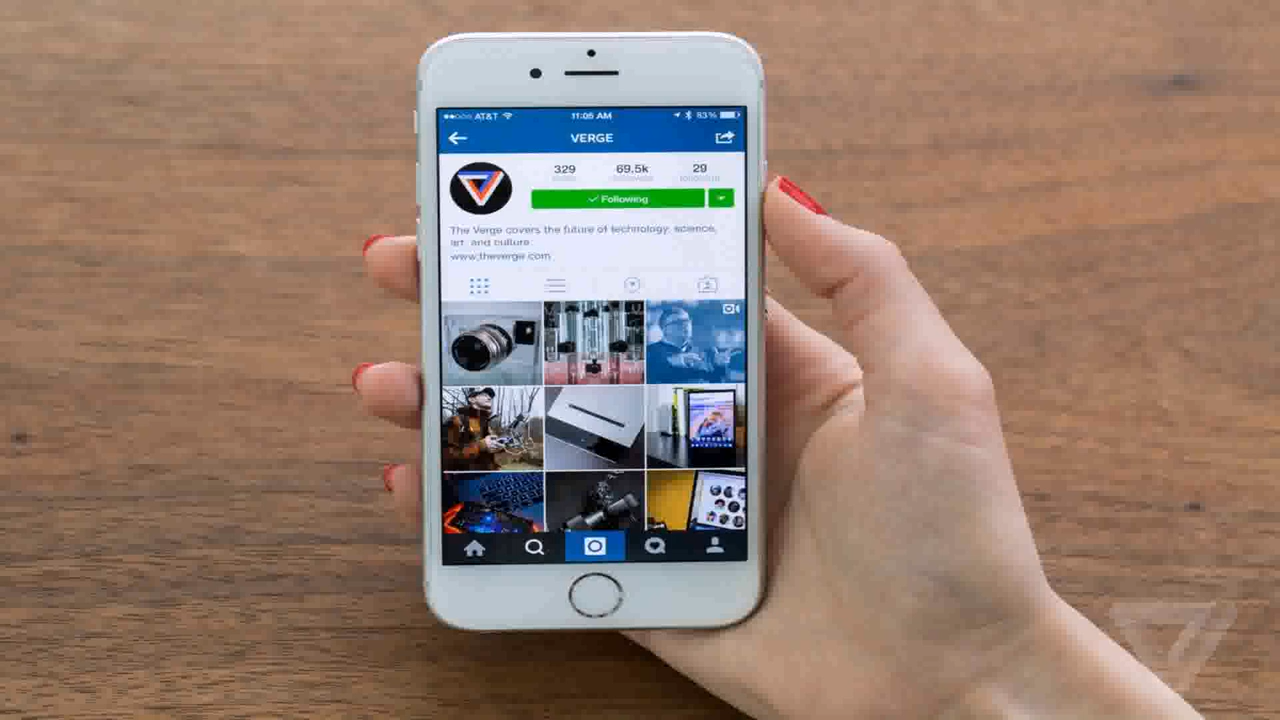 AT&T 11:05 AM 83%
VERGE
329 69.5k 29
Following
The Verge covers the future of technology, science,
art, and culture.
www.theverge.com